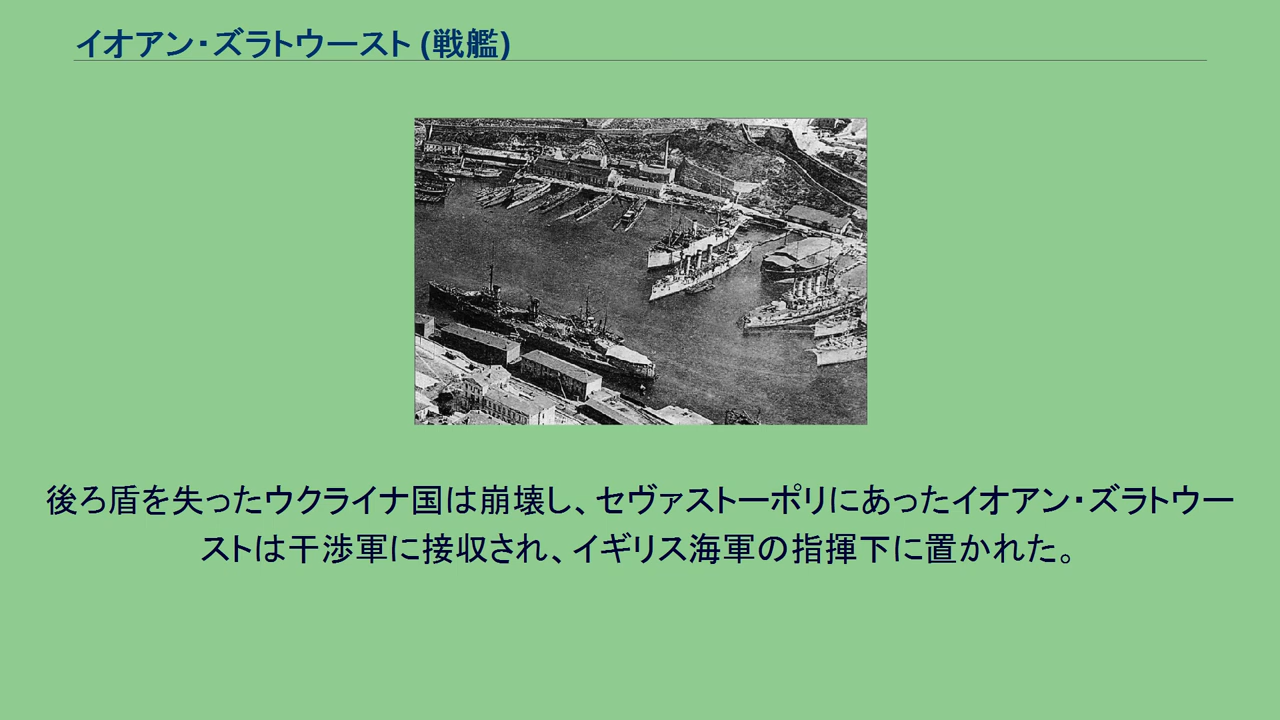 イオアン・ズラトウースト (戦艦)
後ろ盾を失ったウクライナ国は崩壊し、セヴァストーポリにあったイオアン・ズラトウー
ストは干渉軍に接収され、イギリス海軍の指揮下に置かれた。